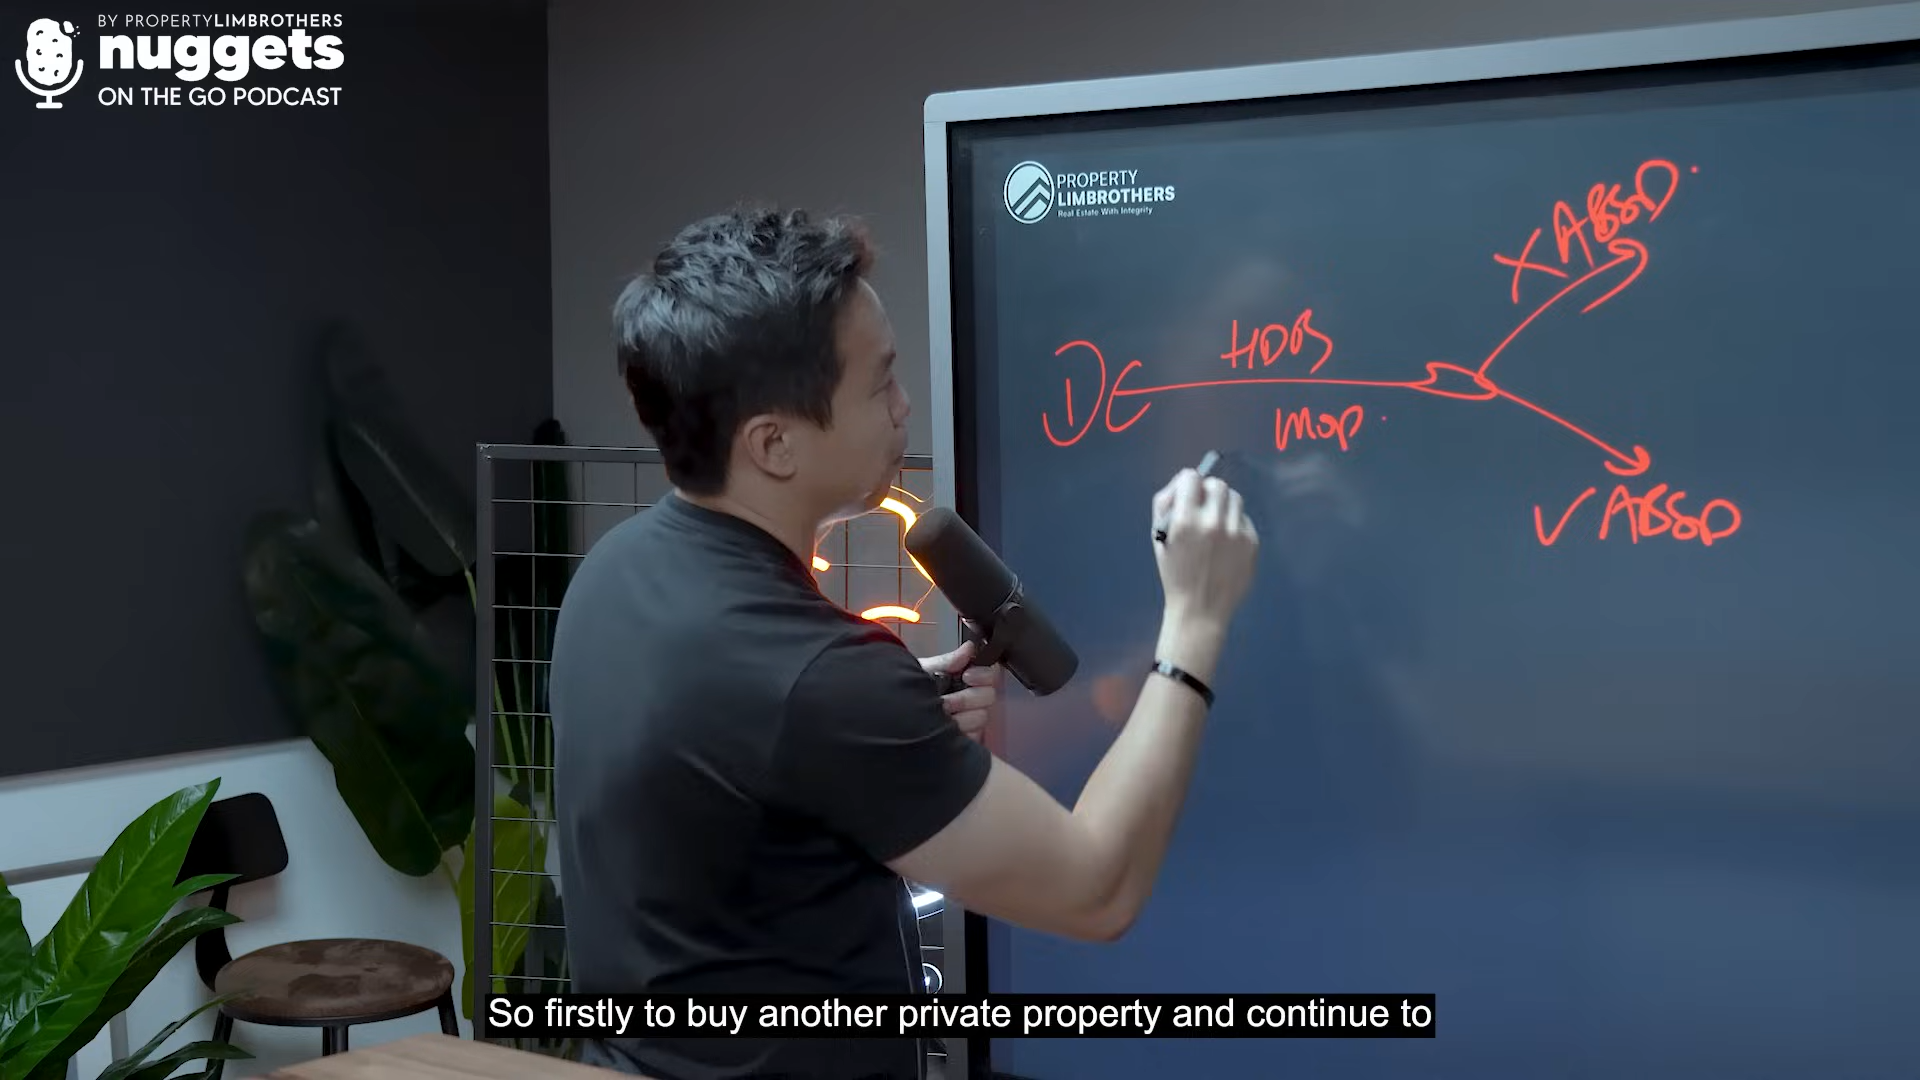 BY PROPERTYLIMBROTHERS
nuggets
ON THE GO PODCAST
PROPERTY
LIMBROTHERS
Real Estate With Integrity
X ABSD.
HDB
DE
MOP.
✓ ABSD
So firstly to buy another private property and continue to